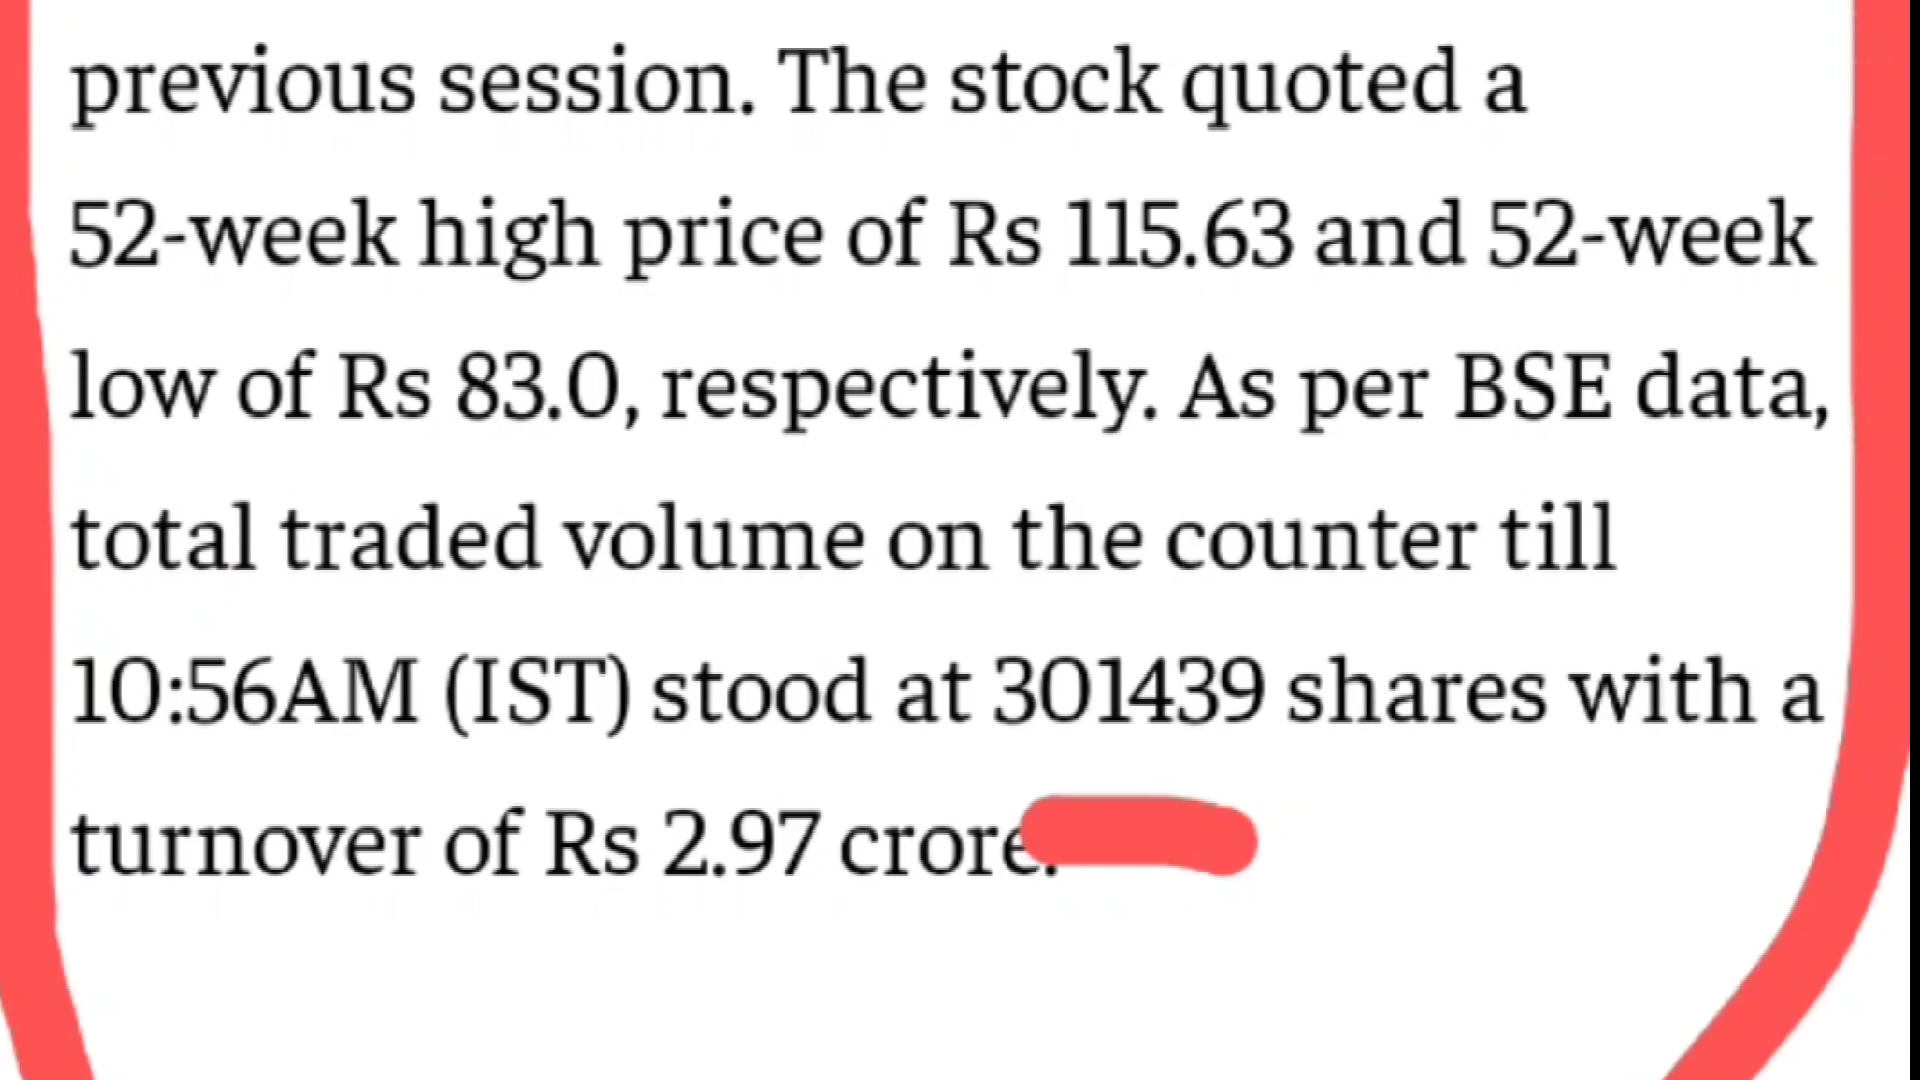 previous session. The stock quoted a
52-week high price of Rs 115.63 and 52-week
low of Rs 83.0, respectively. As per BSE data,
total traded volume on the counter till
10:56AM (IST) stood at 301439 shares with a
turnover of Rs 2.97 crore.